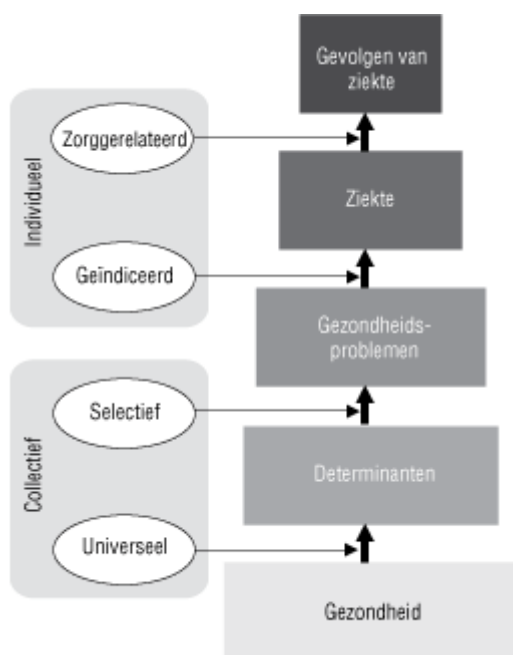 Gevolgen van
ziekte
Zorggerelateerd
Individueel
Ziekte
Geïndiceerd
Gezondheids-
problemen
Selectief
Collectief
Determinanten
Universeel
Gezondheid